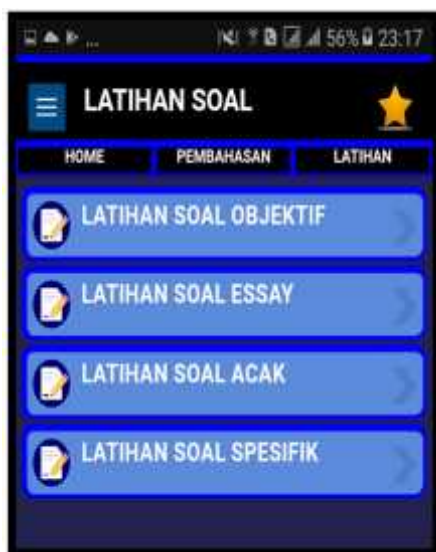 ... 56% 23:17
LATIHAN SOAL
HOME PEMBAHASAN LATIHAN
LATIHAN SOAL OBJEKTIF
LATIHAN SOAL ESSAY
LATIHAN SOAL ACAK
LATIHAN SOAL SPESIFIK